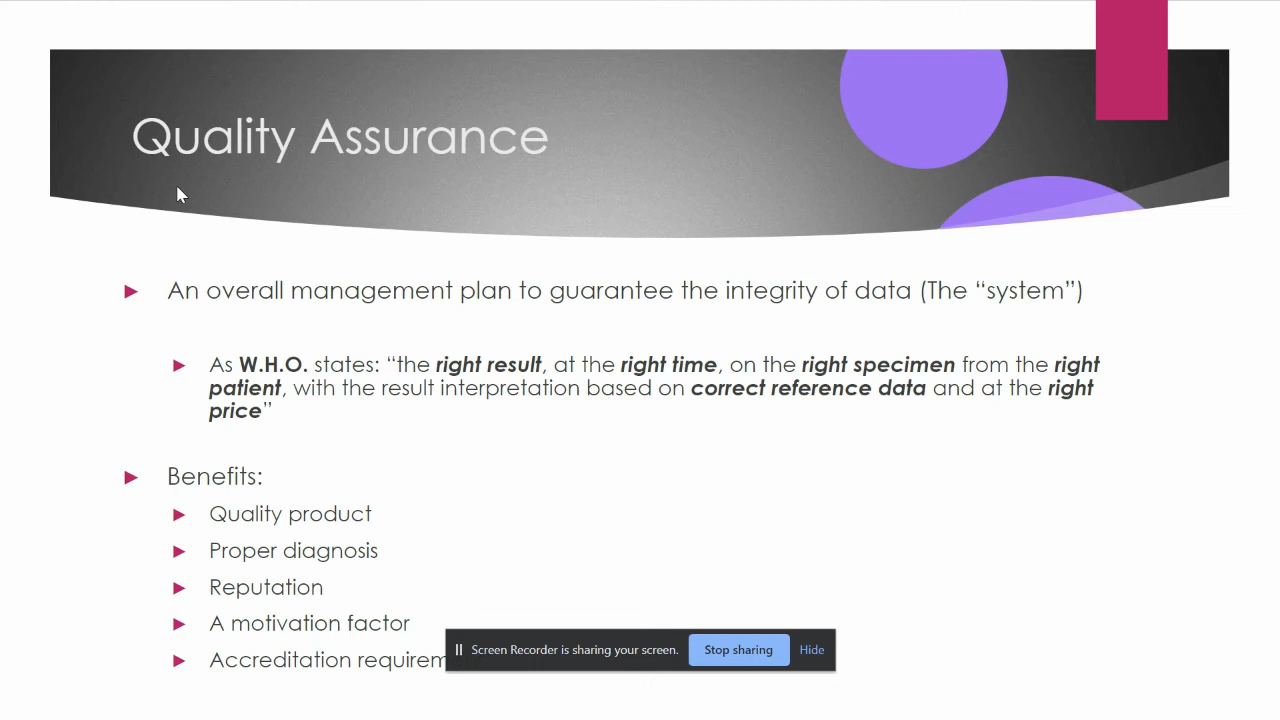 Quality Assurance
An overall management plan to guarantee the integrity of data (The “system”)
As W.H.O. states: “the right result, at the right time, on the right specimen from the right
patient, with the result interpretation based on correct reference data and at the right
price”
Benefits:
Quality product
Proper diagnosis
Reputation
A motivation factor
Accreditation
Screen Recorder is sharing your screen. Stop sharing Hide